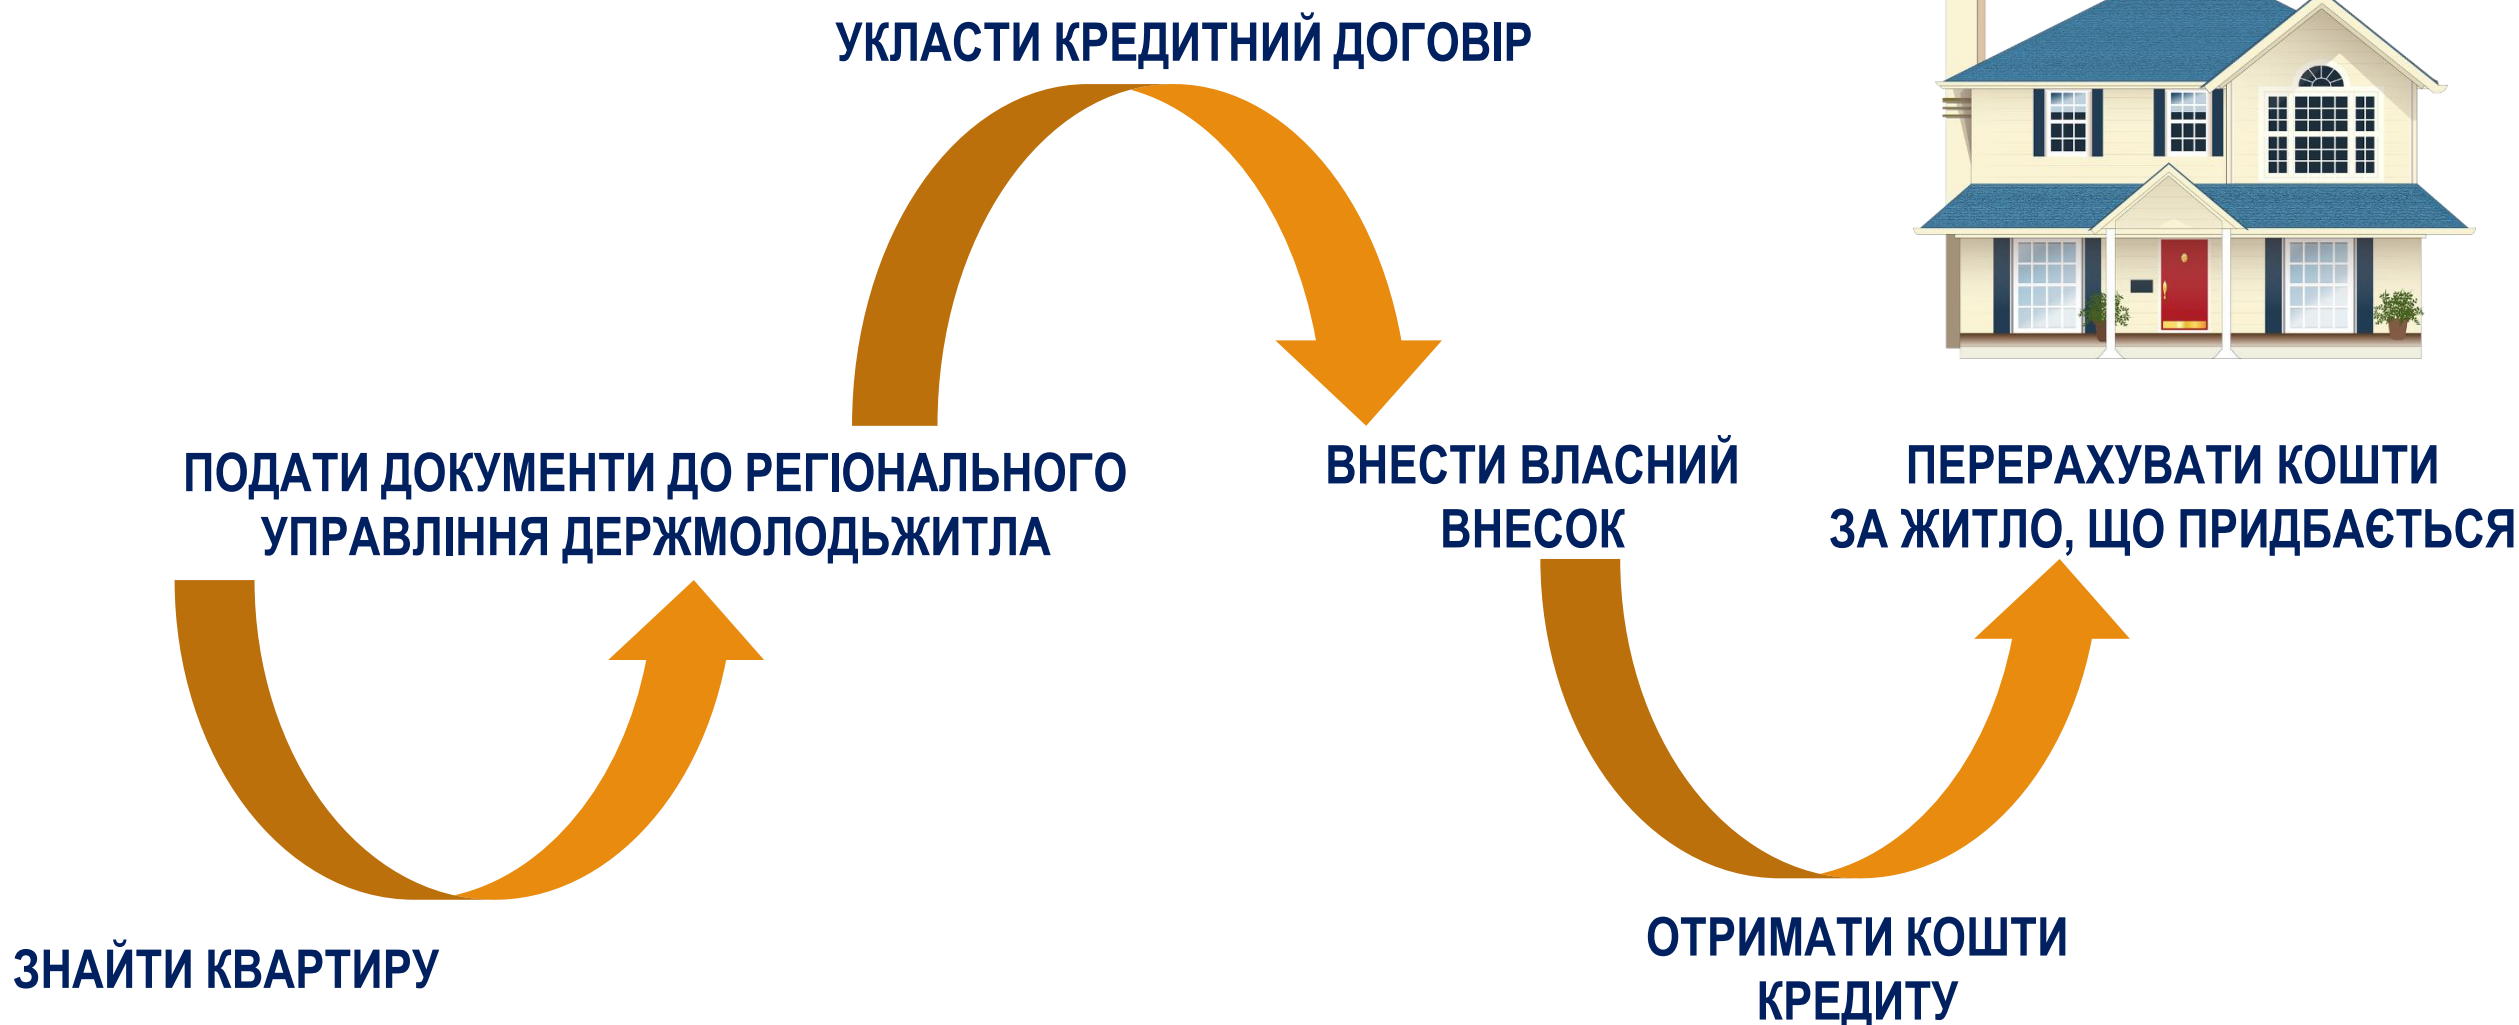 УКЛАСТИ КРЕДИТНИЙ ДОГОВІР
ПОДАТИ ДОКУМЕНТИ ДО РЕГІОНАЛЬНОГО
УПРАВЛІННЯ ДЕРЖМОЛОДЬЖИТЛА
ВНЕСТИ ВЛАСНИЙ
ВНЕСОК
ПЕРЕРАХУВАТИ КОШТИ
ЗА ЖИТЛО, ЩО ПРИДБАЄТЬСЯ
ЗНАЙТИ КВАРТИРУ
ОТРИМАТИ КОШТИ
КРЕДИТУ